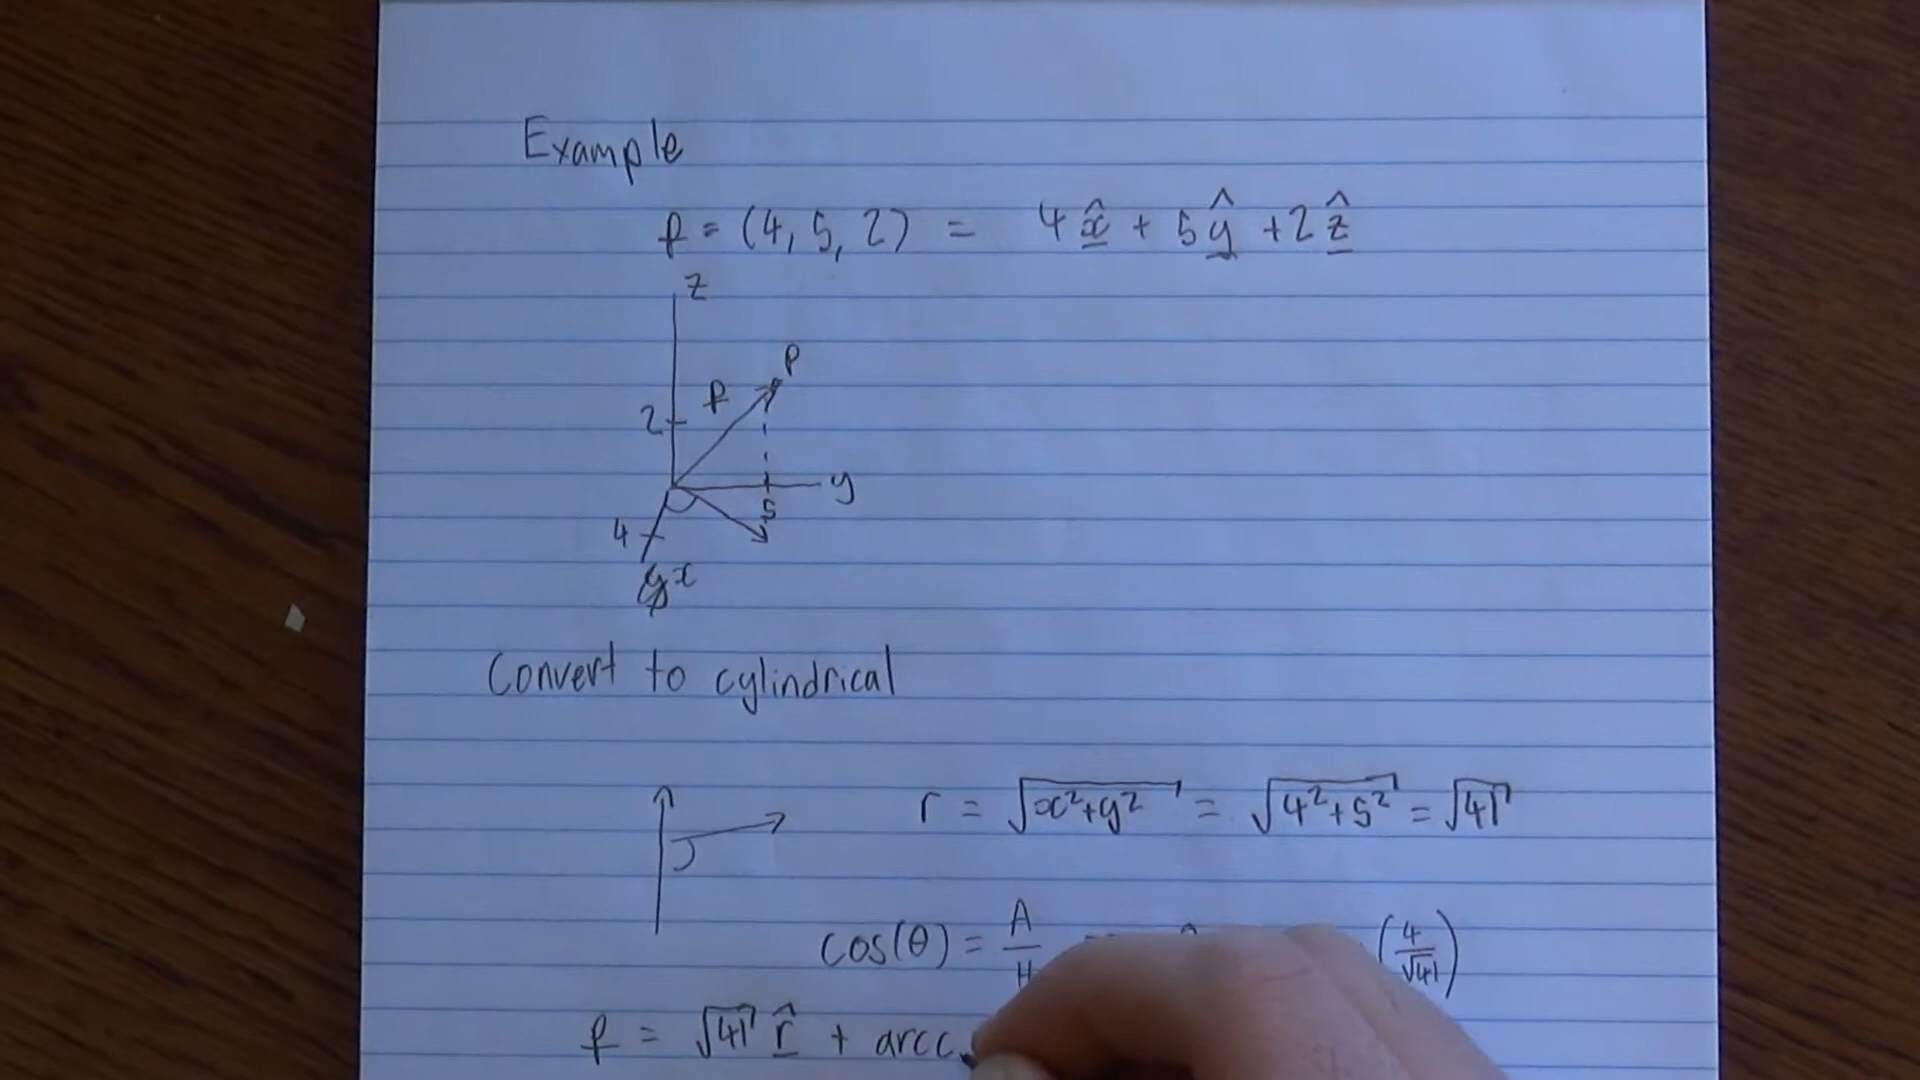 Example
f = (4, 5, 2) = 4x̂ + 5ŷ + 2ẑ
z
P
f
2
y
5
4
x
Convert to cylindrical
r = √x²+y² = √4²+5² = √41
cos(θ) = A/H (4/√41)
f = √41 r̂ + arcc